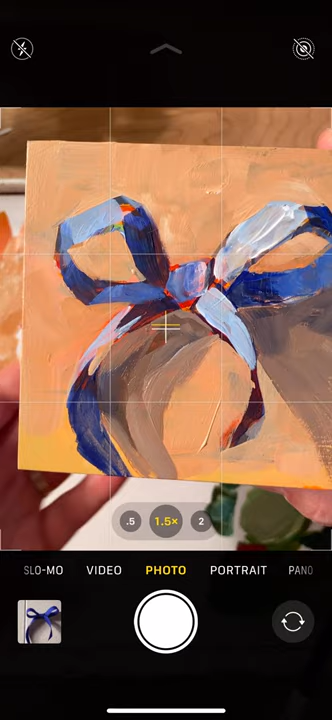 .5
1.5×
2
SLO-MO
VIDEO
PHOTO
PORTRAIT
PANO